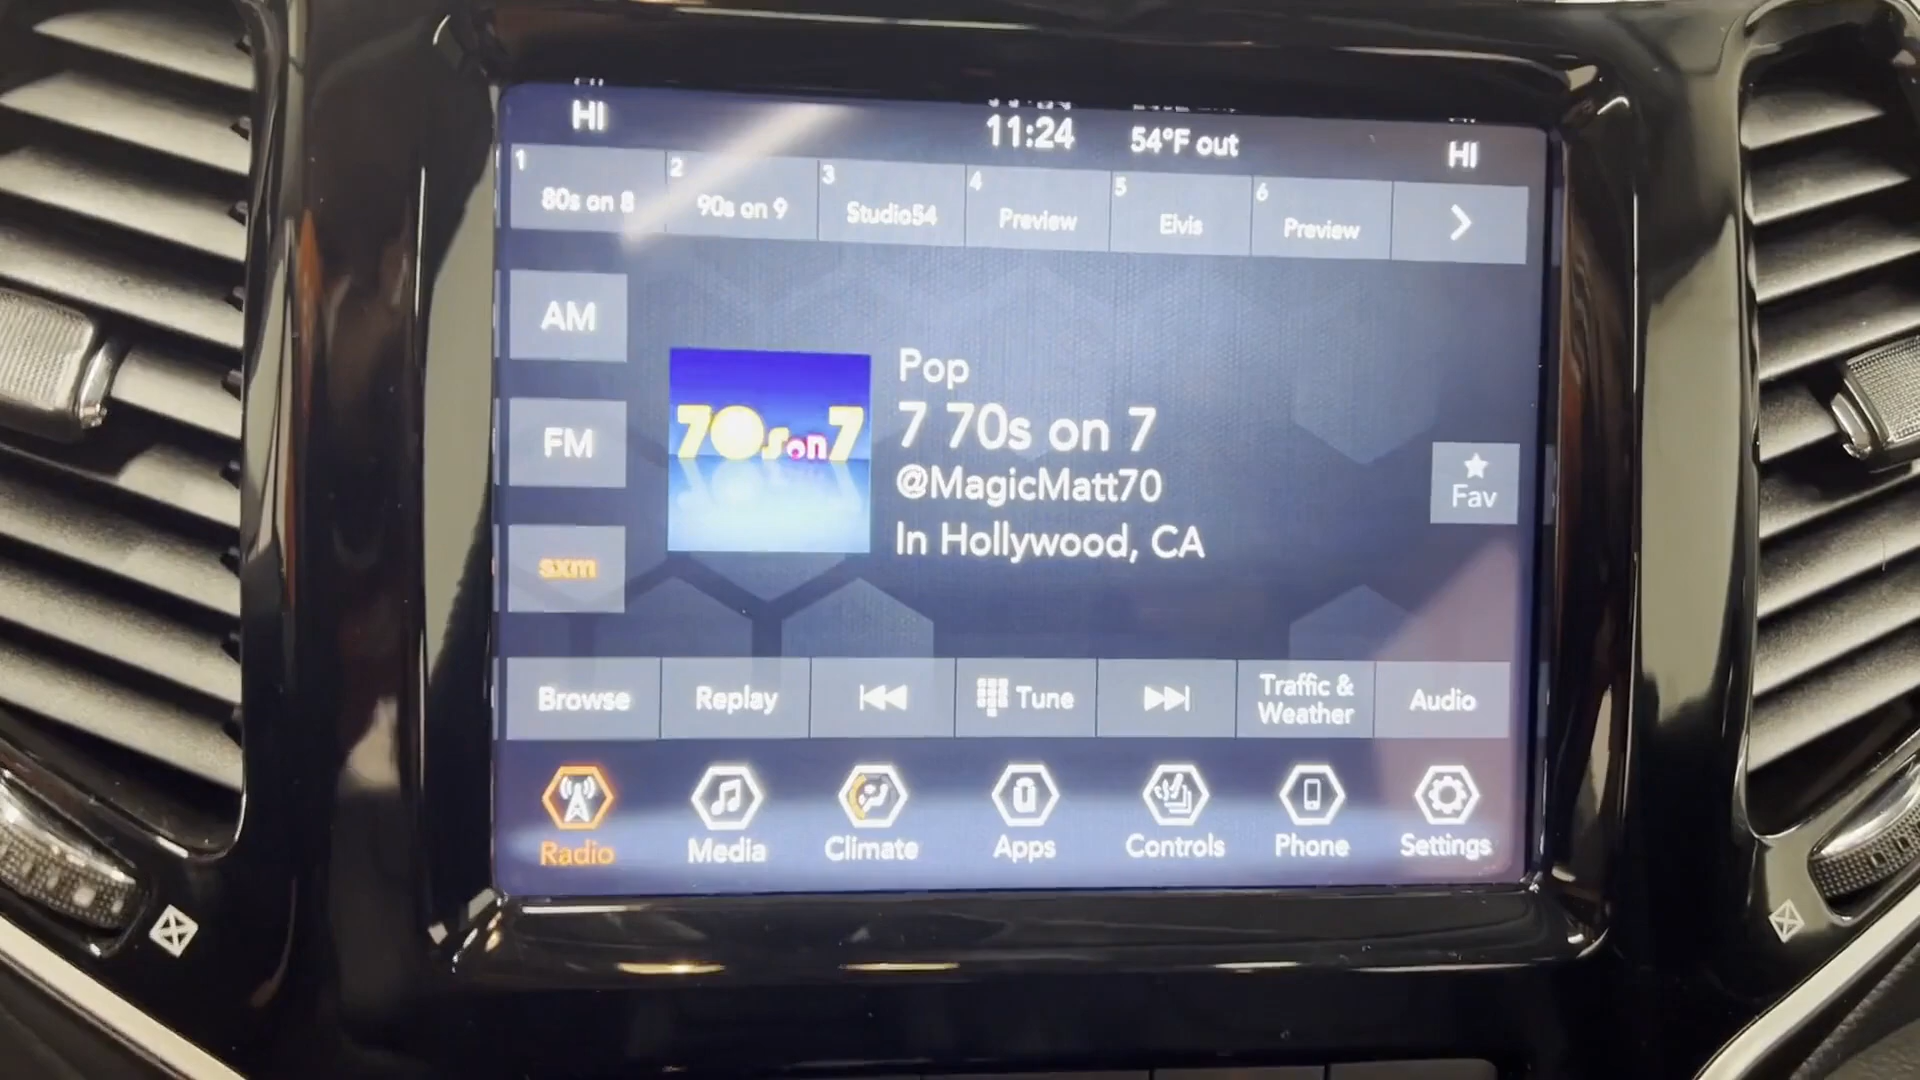 HI
11:24
54°F out
HI
1
80s on 8
2
90s on 9
3
Studio54
4
Preview
5
Elvis
6
Preview
AM
FM
sxm
70s on 7
Pop
7 70s on 7
@MagicMatt70
In Hollywood, CA
Fav
Browse
Replay
Tune
Traffic &
Weather
Audio
Radio
Media
Climate
Apps
Controls
Phone
Settings